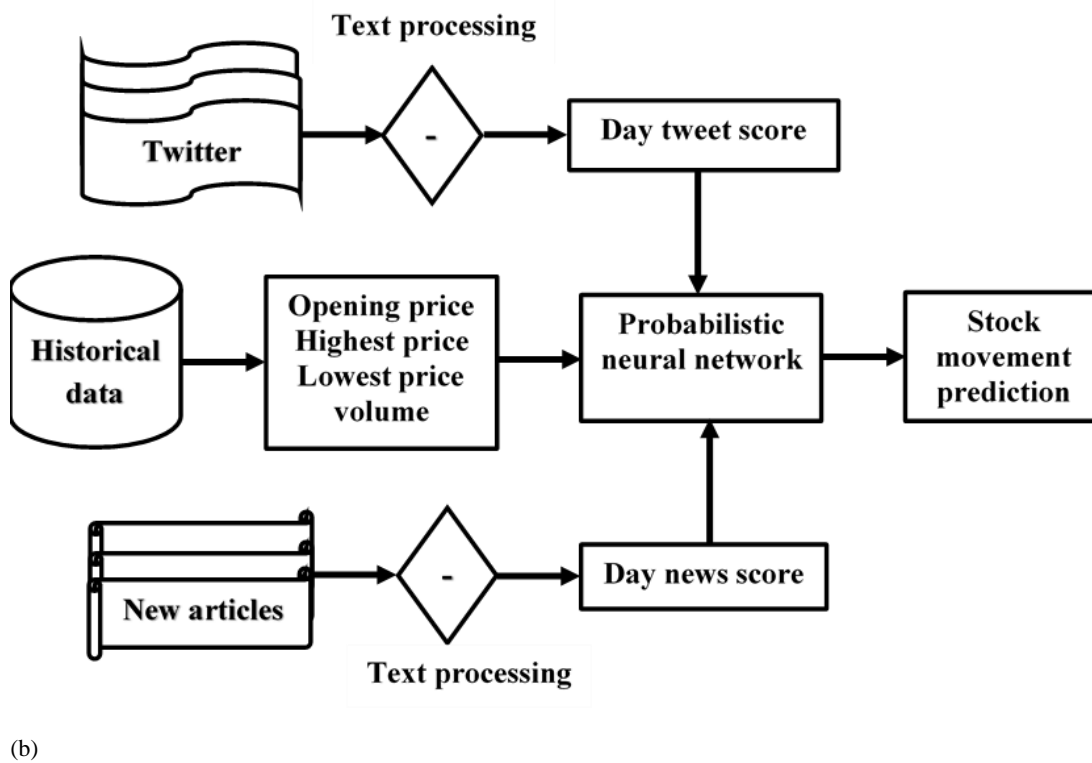 Text processing
Twitter
-
Day tweet score
Historical
data
Opening price
Highest price
Lowest price
volume
Probabilistic
neural network
Stock
movement
prediction
New articles
-
Day news score
Text processing
(b)